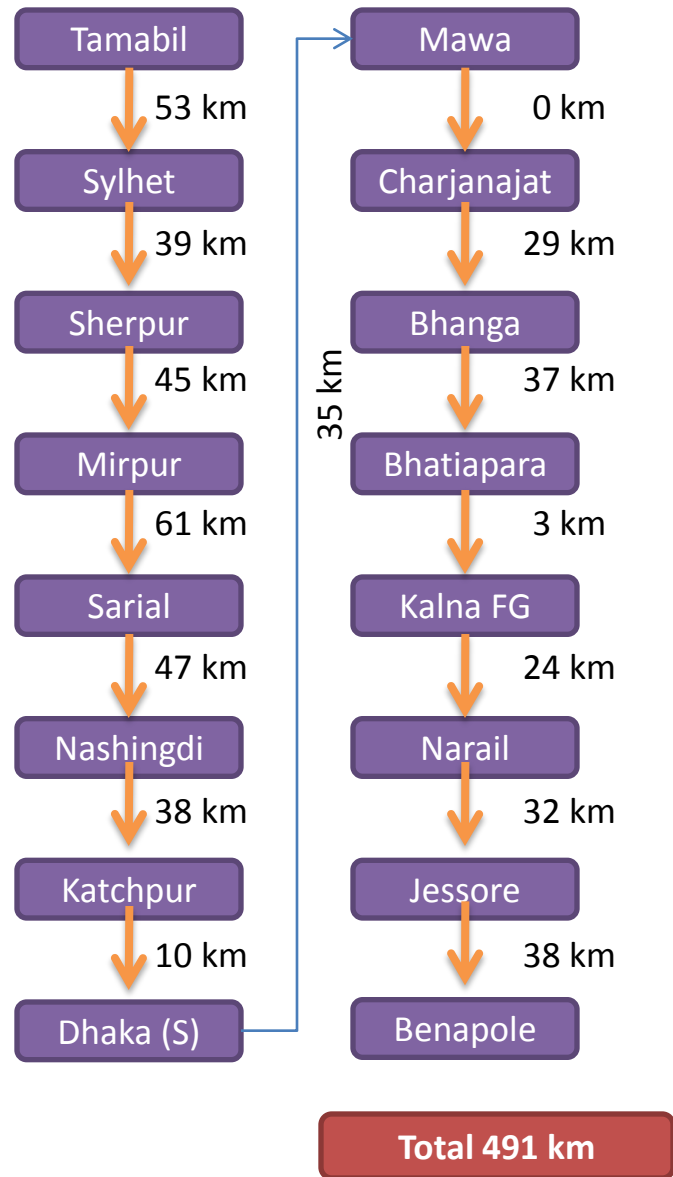 Tamabil
53 km
Sylhet
39 km
Sherpur
45 km
Mirpur
61 km
Sarial
47 km
Nashingdi
38 km
Katchpur
10 km
Dhaka (S)
35 km
Mawa
0 km
Charjanajat
29 km
Bhanga
37 km
Bhatiapara
3 km
Kalna FG
24 km
Narail
32 km
Jessore
38 km
Benapole
Total 491 km